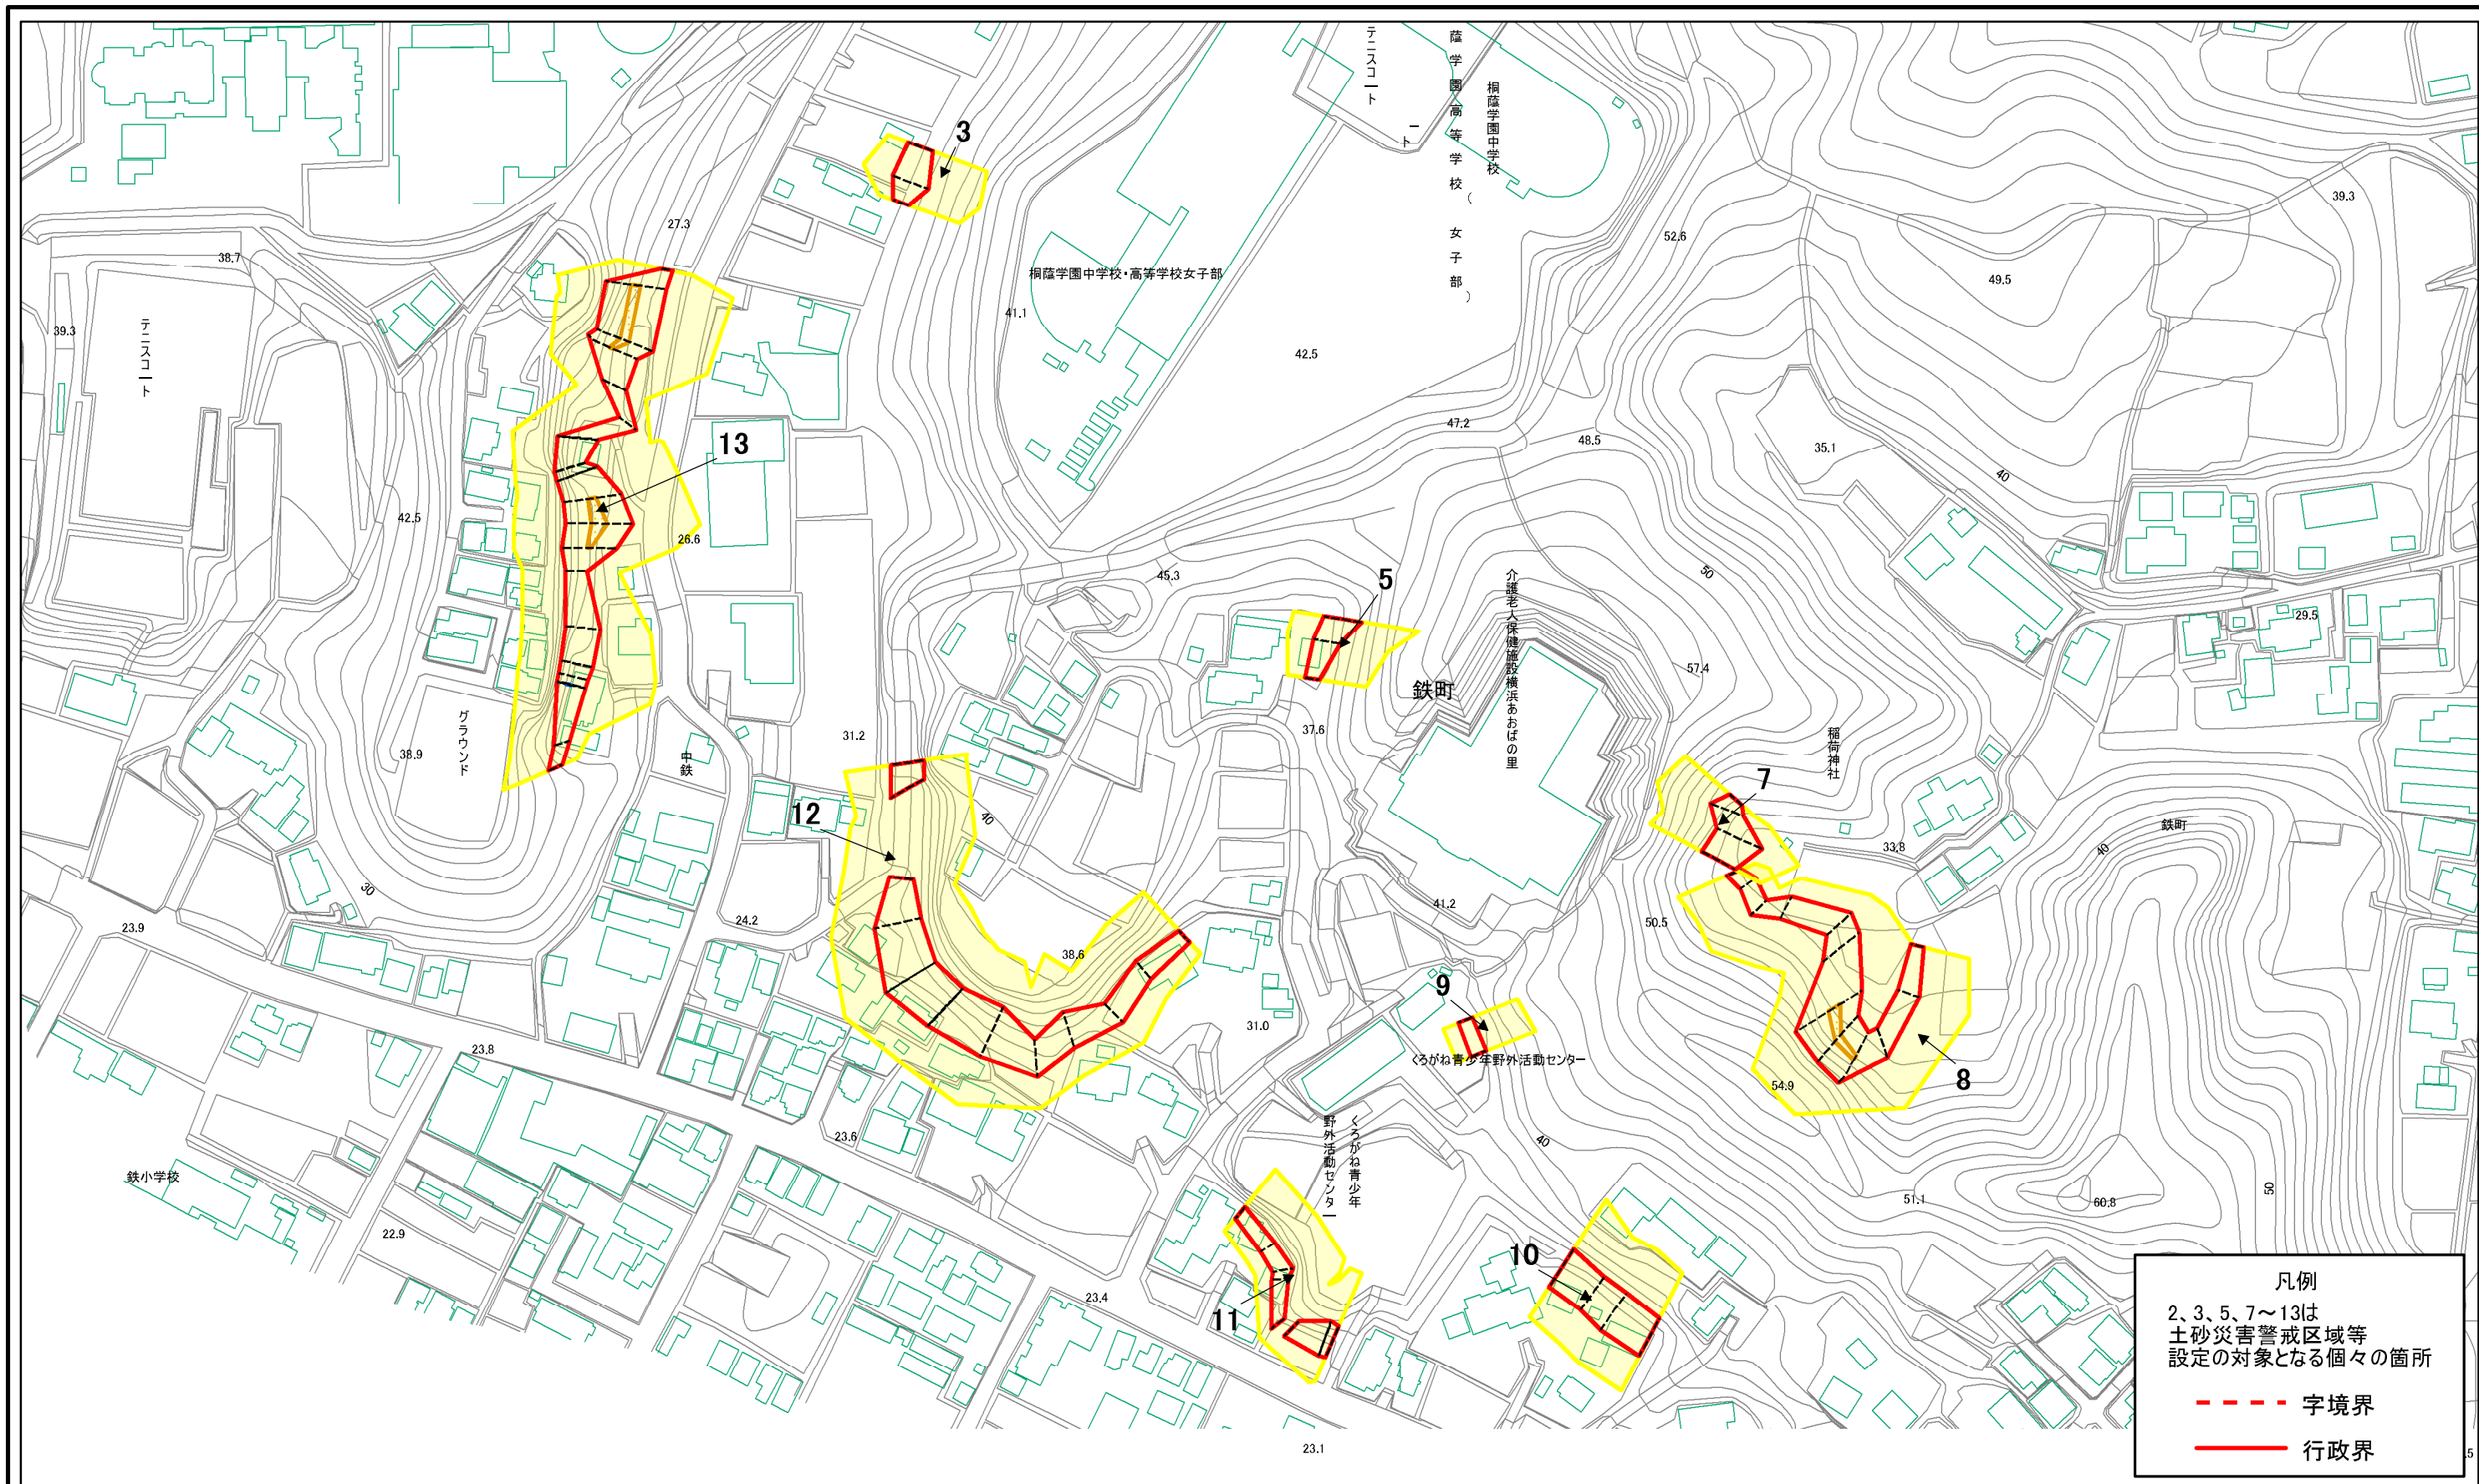 3
27.3
38.7
39.3
テニスコート
テニスコート
ート
蔭学園高等学校(女子部)
桐蔭学園中学校
52.6
39.3
49.5
桐蔭学園中学校・高等学校女子部
41.1
42.5
13
47.2
48.5
35.1
40
42.5
26.6
45.3
5
50
介護老人保健施設横浜あおばの里
29.5
57.4
鉄町
38.9
グラウンド
中鉄
31.2
37.6
稲荷神社
7
12
40
33.8
鉄町
40
30
23.9
24.2
38.6
41.2
50.5
9
31.0
くろがね青少年野外活動センター
23.8
54.9
8
23.6
くろがね青少年
野外活動センター
40
鉄小学校
51.1
60.8
50
22.9
10
11
23.4
23.1
凡例
2、3、5、7～13は
土砂災害警戒区域等
設定の対象となる個々の箇所
字境界
行政界
.5